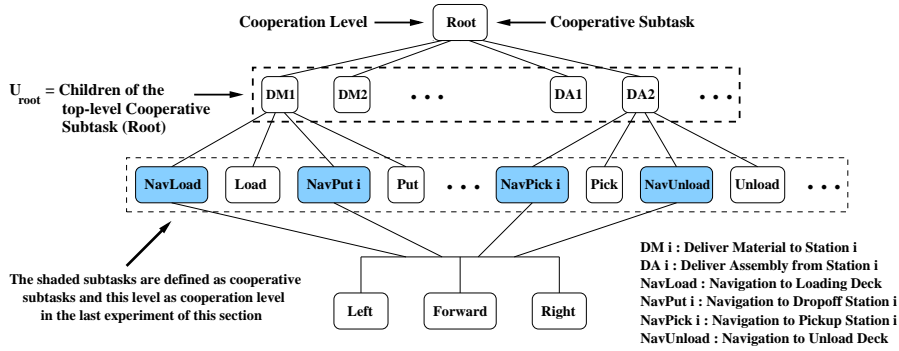 Cooperation Level
Root
Cooperative Subtask
U root = Children of the
top-level Cooperative
Subtask (Root)
DM1
DM2
• • •
DA1
DA2
• • •
NavLoad
Load
NavPut i
Put
• • •
NavPick i
Pick
NavUnload
Unload
• • •
The shaded subtasks are defined as cooperative
subtasks and this level as cooperation level
in the last experiment of this section
Left
Forward
Right
DM i : Deliver Material to Station i
DA i : Deliver Assembly from Station i
NavLoad : Navigation to Loading Deck
NavPut i : Navigation to Dropoff Station i
NavPick i : Navigation to Pickup Station i
NavUnload : Navigation to Unload Deck